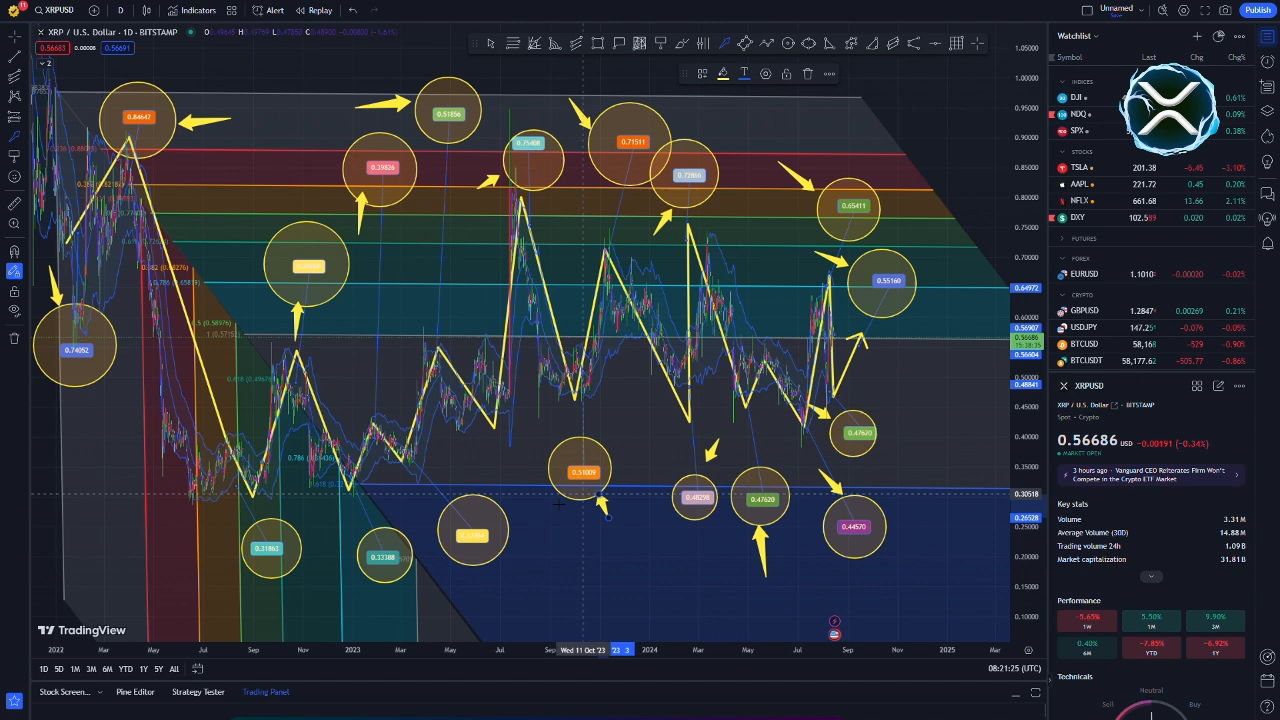 11
XRPUSD
D
Indicators
Alert
Replay
Unnamed
Save
Publish
XRP / U.S. Dollar · 1D · BITSTAMP
0.56683
0.00008
0.56691
2
0.84642
0.51856
0.39826
0.75408
0.71511
0.72866
0.65411
0.55160
0.74052
0.31863
0.33388
0.51009
0.48298
0.47620
0.47620
0.44570
0.5 (0.58976)
1.05000
1.00000
0.95000
0.90000
0.85000
0.80000
0.75000
0.70000
0.64972
0.60000
0.56907
0.56686
15:38:35
0.56604
0.50000
0.48841
0.45000
0.40000
0.35000
0.30518
0.26528
0.20000
0.15000
0.10000
TradingView
2022
Mar
May
Jul
Sep
Nov
2023
Mar
May
Jul
Sep
Wed 11 Oct '23
'23 3
2024
Mar
May
Jul
Sep
2025
Mar
1D 5D 1M 3M 6M YTD 1Y 5Y All
08:21:25 (UTC)
Stock Screen...
Pine Editor
Strategy Tester
Trading Panel
Watchlist
Symbol Last Chg Chg%
INDICES
DJI 0.61%
NDQ 0.09%
SPX 0.38%
STOCKS
TSLA 201.38 -6.45 -3.10%
AAPL 221.72 0.45 0.20%
NFLX 661.68 13.66 2.11%
DXY 102.589 0.020 0.02%
FUTURES
FOREX
EURUSD 1.1010 -0.00020 -0.02%
CRYPTO
GBPUSD 1.2847 0.00269 0.21%
USDJPY 147.25 -0.076 -0.05%
BTCUSD 58,168 -529 -0.90%
BTCUSDT 58,177.62 -505.77 -0.86%
XRPUSD
XRP / U.S. Dollar · BITSTAMP
Spot • Crypto
0.56686 USD -0.00191 (-0.34%)
MARKET OPEN
3 hours ago · Vanguard CEO Reiterates Firm Won't
Compete in the Crypto ETF Market
Key stats
Volume 3.31 M
Average Volume (30D) 14.88 M
Trading volume 24h 1.09 B
Market capitalization 31.81 B
Performance
-5.65%
1W
5.50%
1M
9.90%
3M
0.40%
6M
-7.85%
YTD
-6.92%
1Y
Technicals
Neutral
Sell
Buy